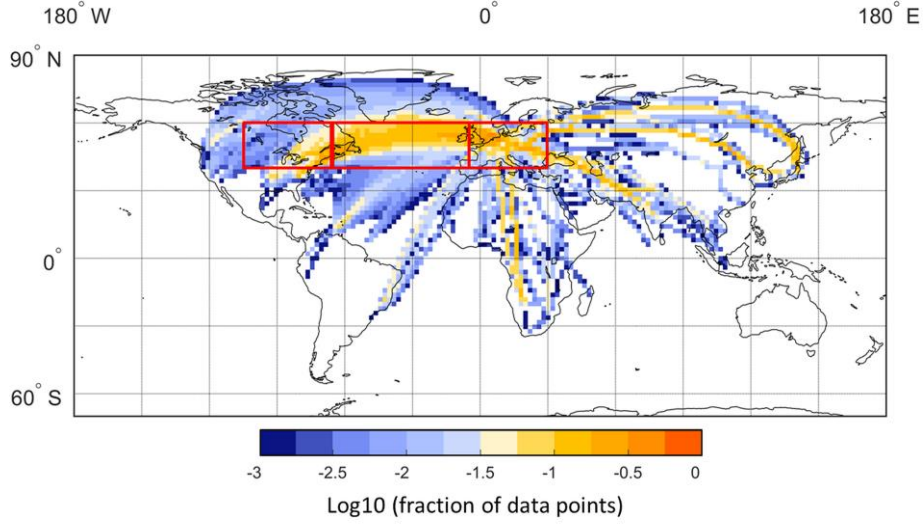 180° W 0° 180° E
90° N
0°
60° S
-3 -2.5 -2 -1.5 -1 -0.5 0
Log10 (fraction of data points)